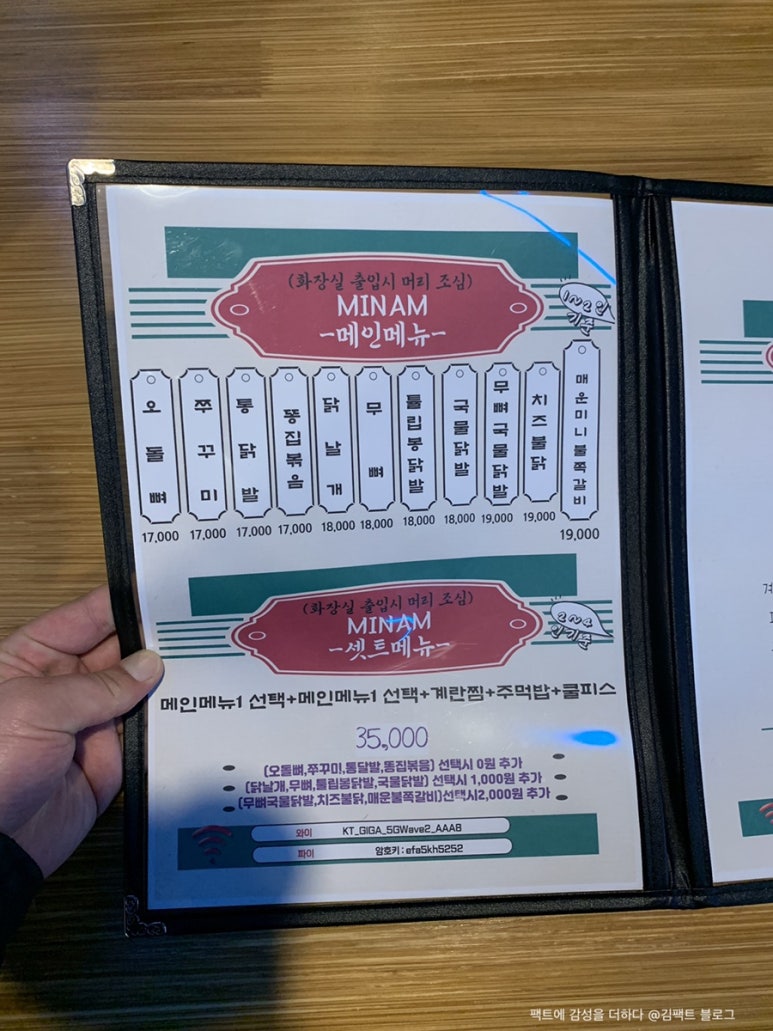 (화장실 출입시 머리 조심)
MINAM
-메인메뉴-
1~2인
기준
오돌뼈
쭈꾸미
통닭발
똥집볶음
닭날개
무뼈
튤립봉닭발
국물닭발
무뼈국물닭발
치즈불닭
매운미니불쪽갈비
17,000 17,000 17,000 17,000 18,000 18,000 18,000 18,000 19,000 19,000 19,000
(화장실 출입시 머리 조심)
MINAM
-셋트메뉴-
2~4
인기준
메인메뉴1 선택+메인메뉴1 선택+계란찜+주먹밥+쿨피스
35,000
(오돌뼈,쭈꾸미,통닭발,똥집볶음) 선택시 0원 추가
(닭날개,무뼈,튤립봉닭발,국물닭발) 선택시 1,000원 추가
(무뼈국물닭발,치즈불닭,매운불쪽갈비)선택시2,000원 추가
와이 KT_GIGA_5GWave2_AAA8
파이 암호키 : efa5kh5252
계
팩트에 감성을 더하다 @김팩트 블로그